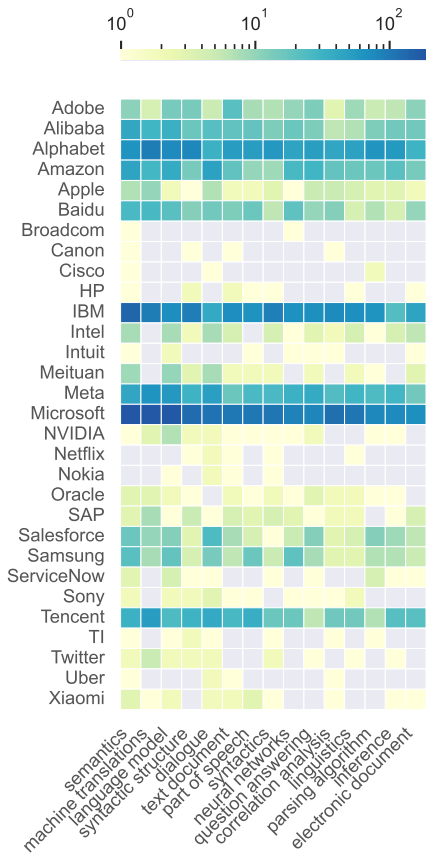 10^0 10^1 10^2
Adobe
Alibaba
Alphabet
Amazon
Apple
Baidu
Broadcom
Canon
Cisco
HP
IBM
Intel
Intuit
Meituan
Meta
Microsoft
NVIDIA
Netflix
Nokia
Oracle
SAP
Salesforce
Samsung
ServiceNow
Sony
Tencent
TI
Twitter
Uber
Xiaomi
semantics
machine translations
language model
syntactic structure
dialogue
text document
part of speech
syntactics
neural networks
question answering
correlation analysis
linguistics
parsing algorithm
inference
electronic document